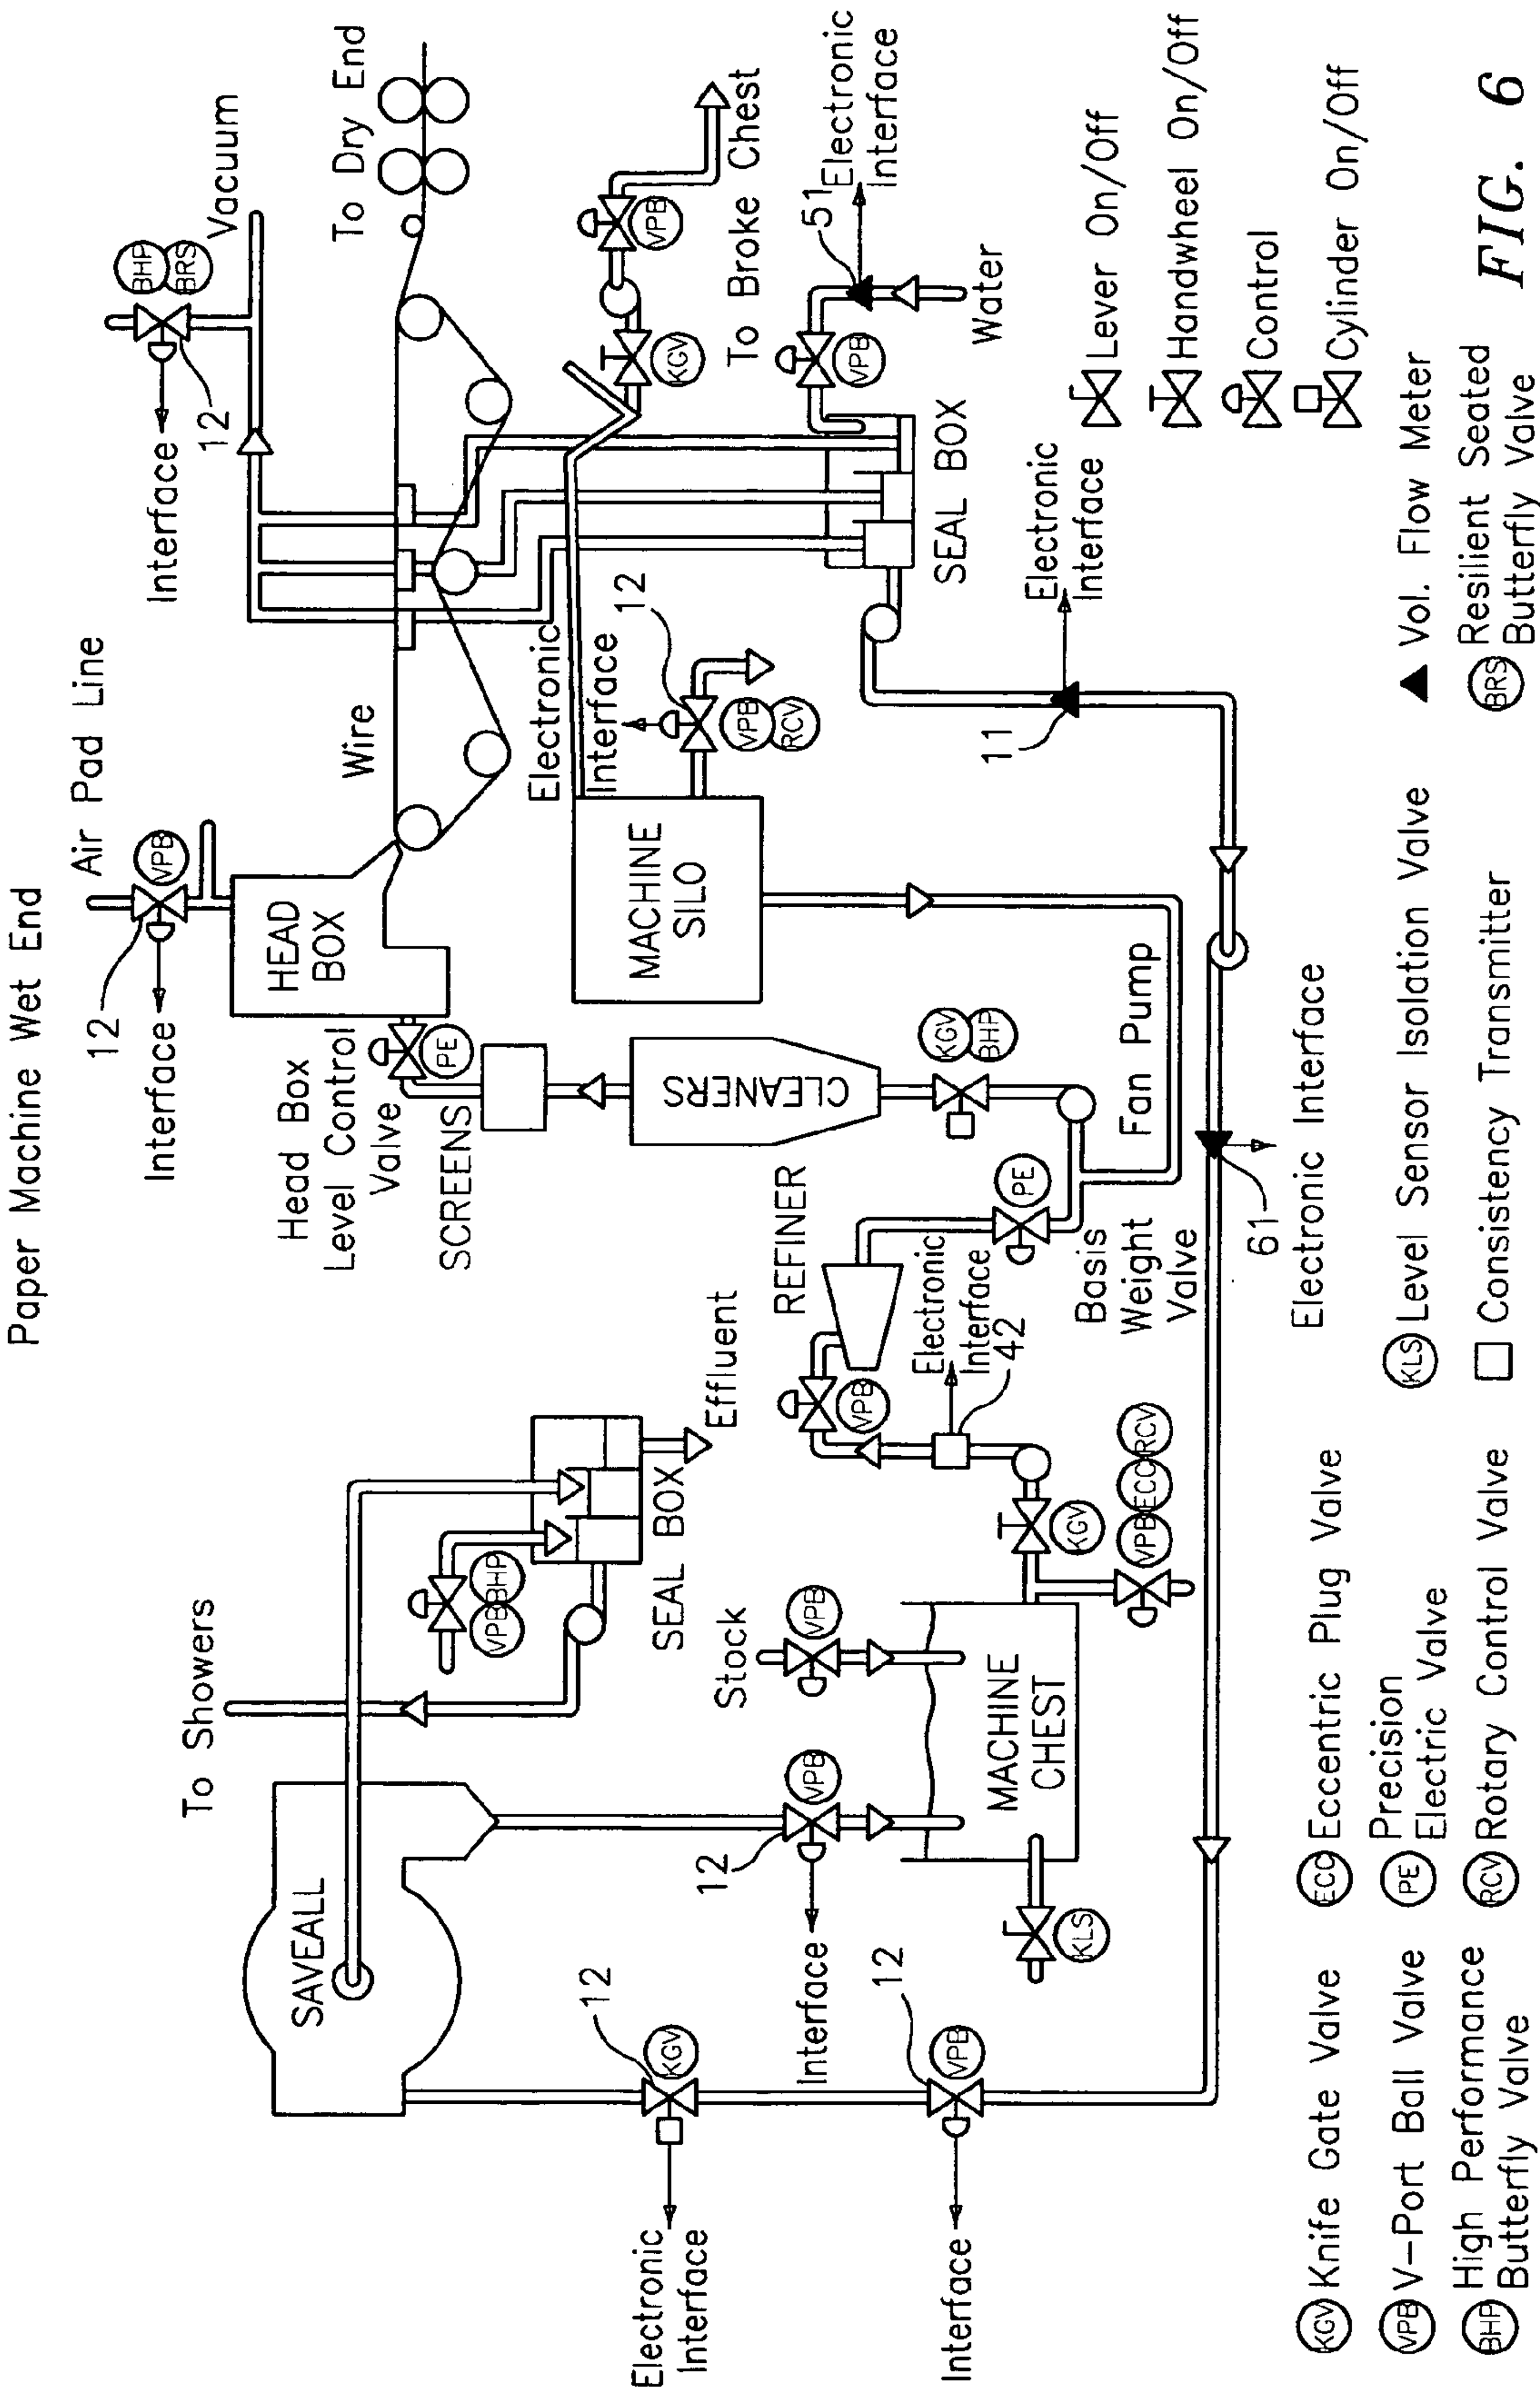 Paper Machine Wet End
Air Pad Line
12
VPB
Interface
HEAD
BOX
Head Box
Level Control
Valve
PE
SCREENS
Wire
Interface
12
BHP
BRS
Vacuum
To Dry End
To Showers
SAVEALL
VPB
BHP
SEAL BOX
Effluent
CLEANERS
KGV
BHP
MACHINE
SILO
Electronic
Interface
12
VPB
RCV
KGV
VPB
To Broke Chest
51
Electronic
Interface
VPB
Water
SEAL BOX
Electronic
Interface
11
Electronic
Interface
12
KGV
Interface
12
VPB
Interface
12
VPB
Stock
VPB
MACHINE
CHEST
KLS
KGV
VPB
ECC
RCV
Electronic
Interface
42
VPB
REFINER
PE
Basis
Weight
Valve
Fan Pump
61
Electronic Interface
Lever On/Off
Handwheel On/Off
Control
Cylinder On/Off
KGV Knife Gate Valve
VPB V-Port Ball Valve
BHP High Performance
Butterfly Valve
ECC Eccentric Plug Valve
PE Precision
Electric Valve
RCV Rotary Control Valve
KLS Level Sensor Isolation Valve
Consistency Transmitter
Vol. Flow Meter
BRS Resilient Seated
Butterfly Valve
FIG. 6